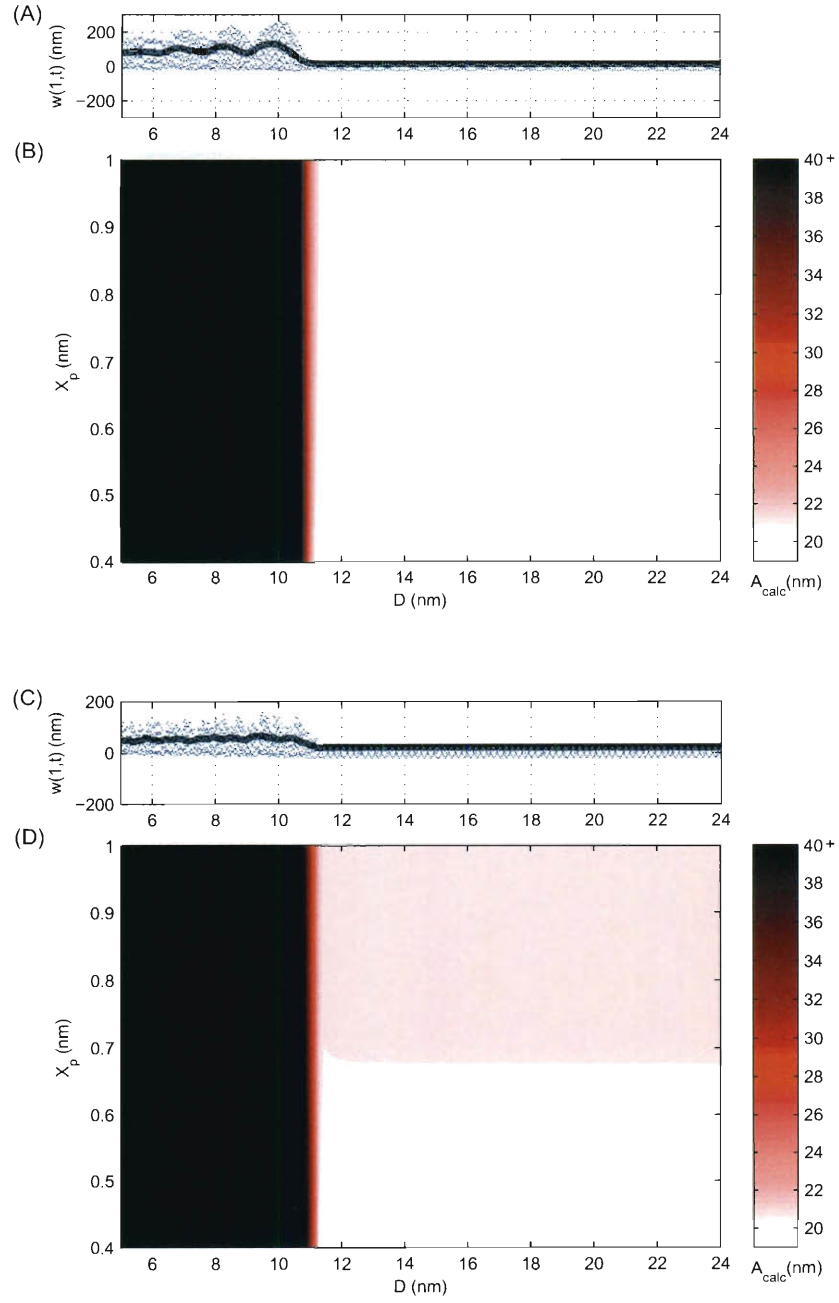 (A)
w(1,t) (nm)
200
0
−200
6 8 10 12 14 16 18 20 22 24
(B)
X_p (nm)
1
0.9
0.8
0.7
0.6
0.5
0.4
6 8 10 12 14 16 18 20 22 24
D (nm)
40+
38
36
34
32
30
28
26
24
22
20
A_calc(nm)
(C)
w(1,t) (nm)
200
0
−200
6 8 10 12 14 16 18 20 22 24
(D)
X_p (nm)
1
0.9
0.8
0.7
0.6
0.5
0.4
6 8 10 12 14 16 18 20 22 24
D (nm)
40+
38
36
34
32
30
28
26
24
22
20
A_calc(nm)